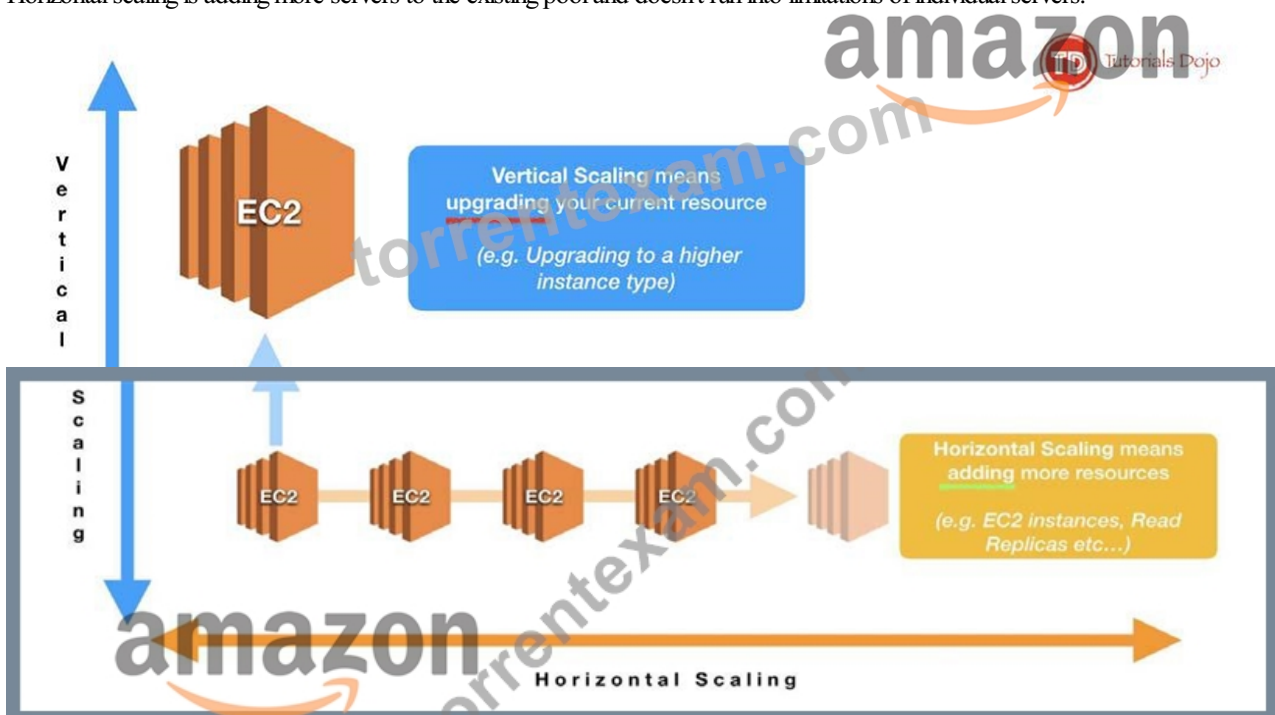 Horizontal scaling is adding more servers to the existing pool and doesn't run into limitations of individual servers.
amazon
TD Tutorials Dojo
torrentexam.com
Vertical
EC2
Vertical Scaling means
upgrading your current resource
(e.g. Upgrading to a higher
instance type)
Scaling
EC2 EC2 EC2 EC2
Horizontal Scaling means
adding more resources
(e.g. EC2 instances, Read
Replicas etc...)
torrentexam.com
amazon
Horizontal Scaling